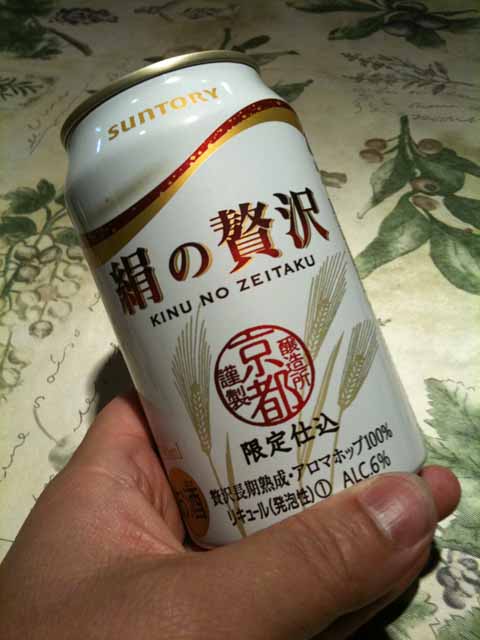 SUNTORY
絹の贅沢
KINU NO ZEITAKU
京都
醸造所
謹製
限定仕込
贅沢長期熟成・アロマホップ100%
リキュール(発泡性)① ALC.6%
酒